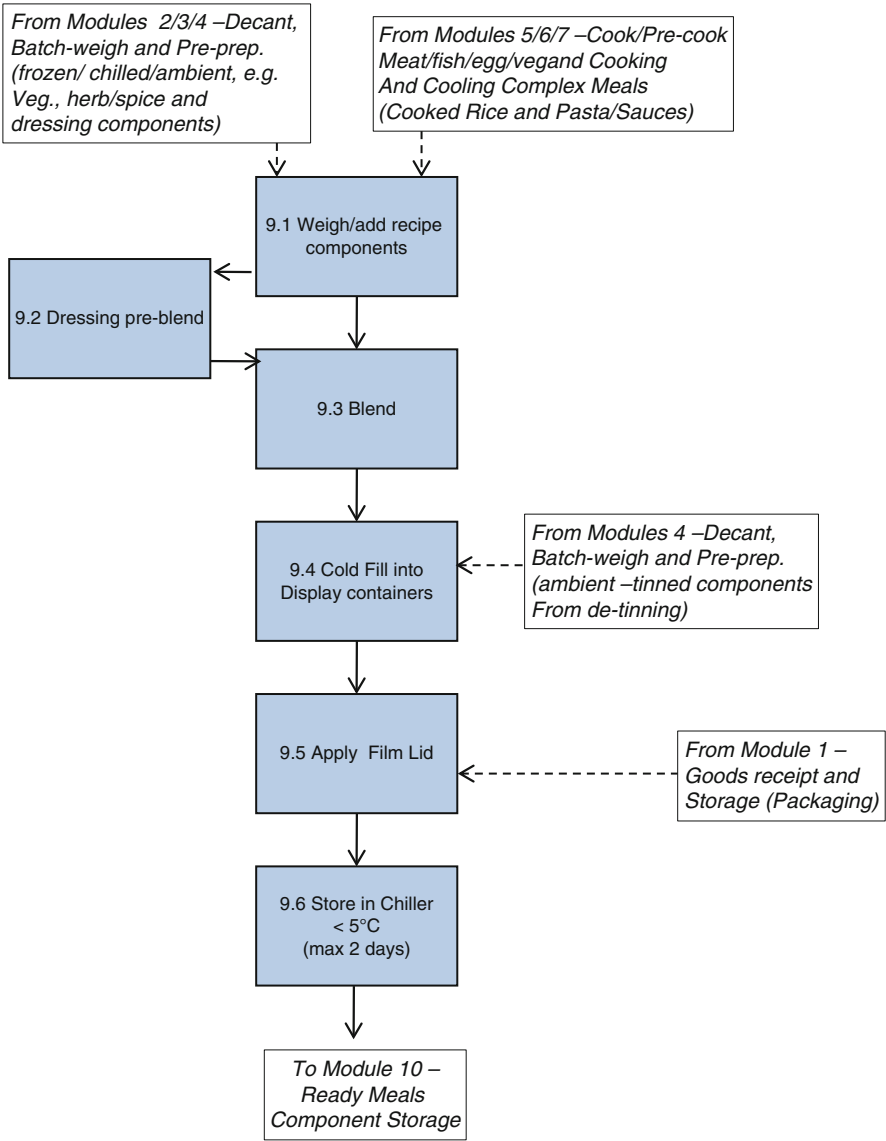 From Modules 2/3/4 –Decant,
Batch-weigh and Pre-prep.
(frozen/ chilled/ambient, e.g.
Veg., herb/spice and
dressing components)
From Modules 5/6/7 –Cook/Pre-cook
Meat/fish/egg/vegand Cooking
And Cooling Complex Meals
(Cooked Rice and Pasta/Sauces)
9.1 Weigh/add recipe
components
9.2 Dressing pre-blend
9.3 Blend
9.4 Cold Fill into
Display containers
From Modules 4 –Decant,
Batch-weigh and Pre-prep.
(ambient –tinned components
From de-tinning)
9.5 Apply Film Lid
From Module 1 –
Goods receipt and
Storage (Packaging)
9.6 Store in Chiller
< 5°C
(max 2 days)
To Module 10 –
Ready Meals
Component Storage